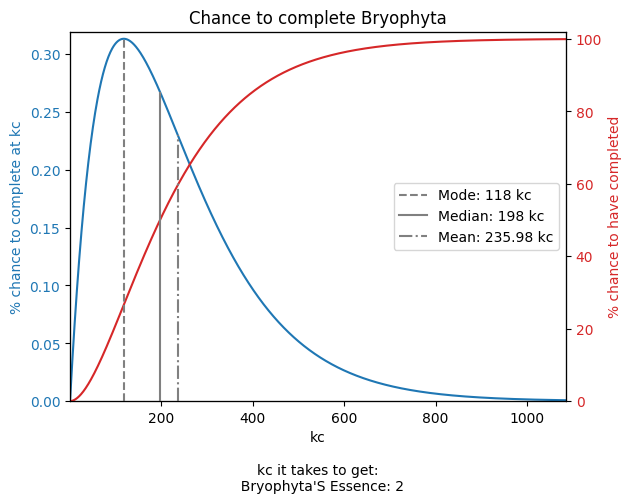 Chance to complete Bryophyta
% chance to complete at kc
0.30
0.25
0.20
0.15
0.10
0.05
0.00
Mode: 118 kc
Median: 198 kc
Mean: 235.98 kc
100
80
60
40
20
0
% chance to have completed
200
400
600
800
1000
kc
kc it takes to get:
Bryophyta'S Essence: 2